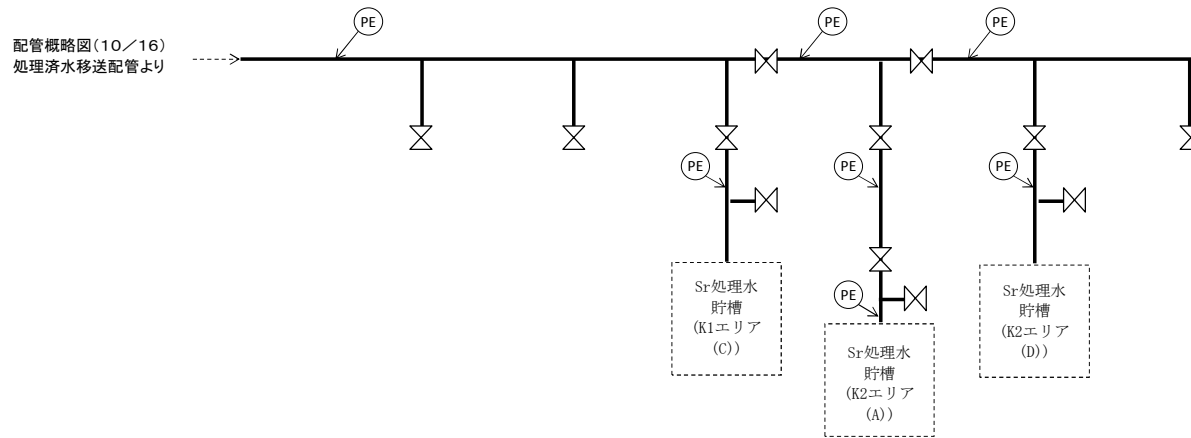 PE
PE
PE
配管概略図(10／16)
処理済水移送配管より
PE
PE
PE
PE
Sr処理水
貯槽
(K1エリア
(C))
Sr処理水
貯槽
(K2エリア
(A))
Sr処理水
貯槽
(K2エリア
(D))